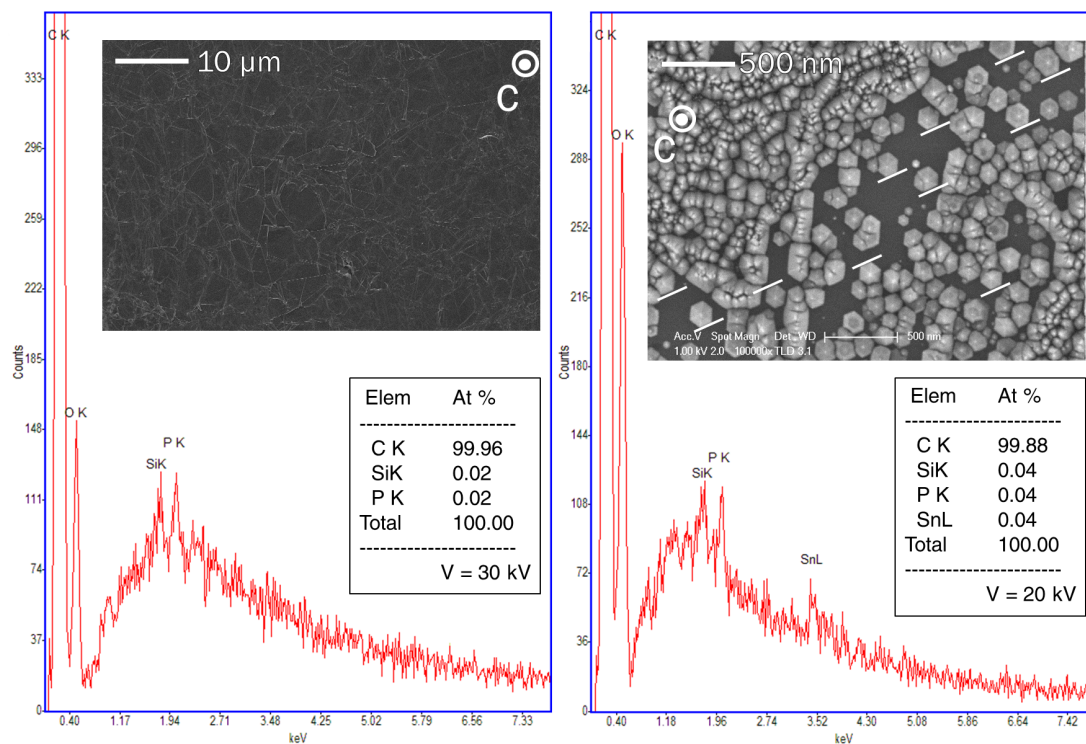 C K
10 µm
C
333
296
259
222
185
148
111
74
37
0
Counts
O K
SiK
P K
Elem At %
------------------------
C K 99.96
SiK 0.02
P K 0.02
Total 100.00
------------------------
V = 30 kV
0.40 1.17 1.94 2.71 3.48 4.25 5.02 5.79 6.56 7.33
keV
C K
O K
500 nm
C
Acc.V Spot Magn Det WD 500 nm
1.00 kV 2.0 100000x TLD 3.1
324
288
252
216
180
144
108
72
36
0
Counts
SiK
P K
SnL
Elem At %
------------------------
C K 99.88
SiK 0.04
P K 0.04
SnL 0.04
Total 100.00
------------------------
V = 20 kV
0.40 1.18 1.96 2.74 3.52 4.30 5.08 5.86 6.64 7.42
keV